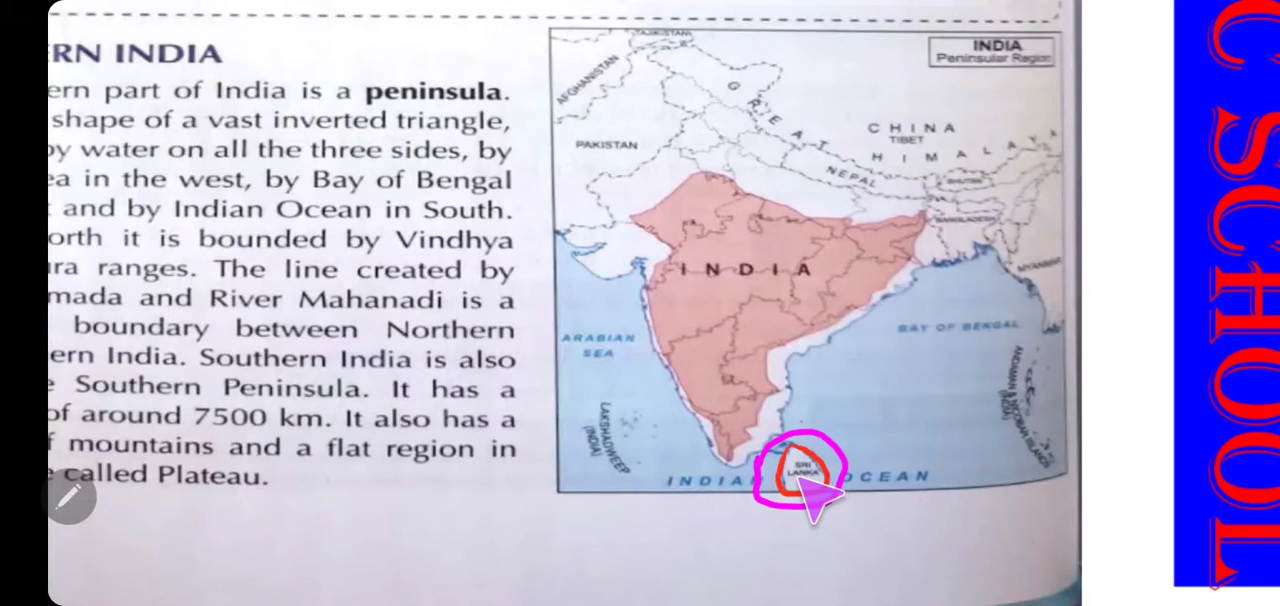 RN INDIA
ern part of India is a peninsula.
shape of a vast inverted triangle,
by water on all the three sides, by
ea in the west, by Bay of Bengal
and by Indian Ocean in South.
orth it is bounded by Vindhya
ura ranges. The line created by
mada and River Mahanadi is a
boundary between Northern
ern India. Southern India is also
Southern Peninsula. It has a
of around 7500 km. It also has a
mountains and a flat region in
called Plateau.
INDIA
Peninsular Region
TAJIKISTAN
AFGHANISTAN
PAKISTAN
GREAT HIMALAYA
CHINA
TIBET
NEPAL
BHUTAN
BANGLADESH
MYANMAR
INDIA
ARABIAN
SEA
BAY OF BENGAL
LAKSHADWEEP
(INDIA)
ANDAMAN & NICOBAR ISLANDS
(INDIA)
SRI
LANKA
INDIAN OCEAN
C SCHOOL